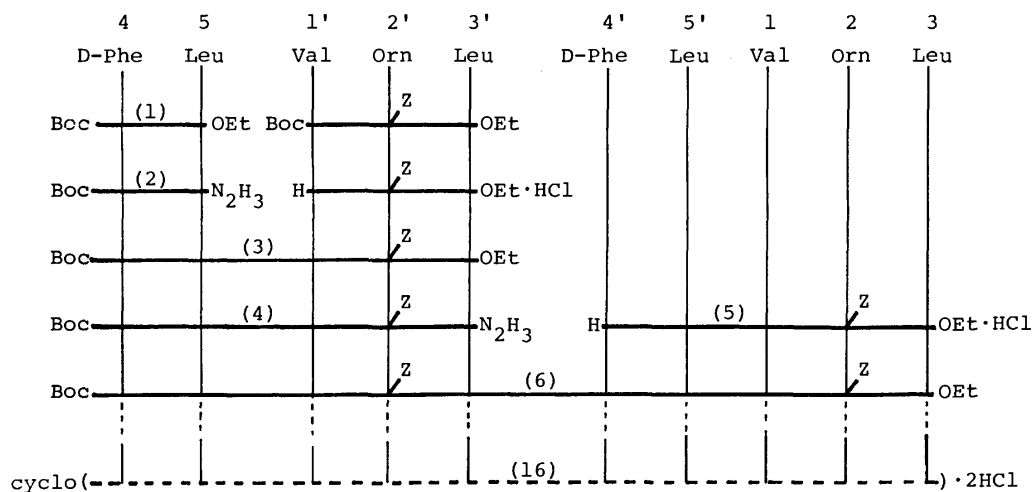 4 5 1' 2' 3' 4' 5' 1 2 3
D-Phe Leu Val Orn Leu D-Phe Leu Val Orn Leu
Boc (1) OEt Boc Z OEt
Boc (2) N2H3 H Z OEt·HCl
Boc (3) Z OEt
Boc (4) Z N2H3 H (5) Z OEt·HCl
Boc Z (6) Z OEt
cyclo( (16) )·2HCl